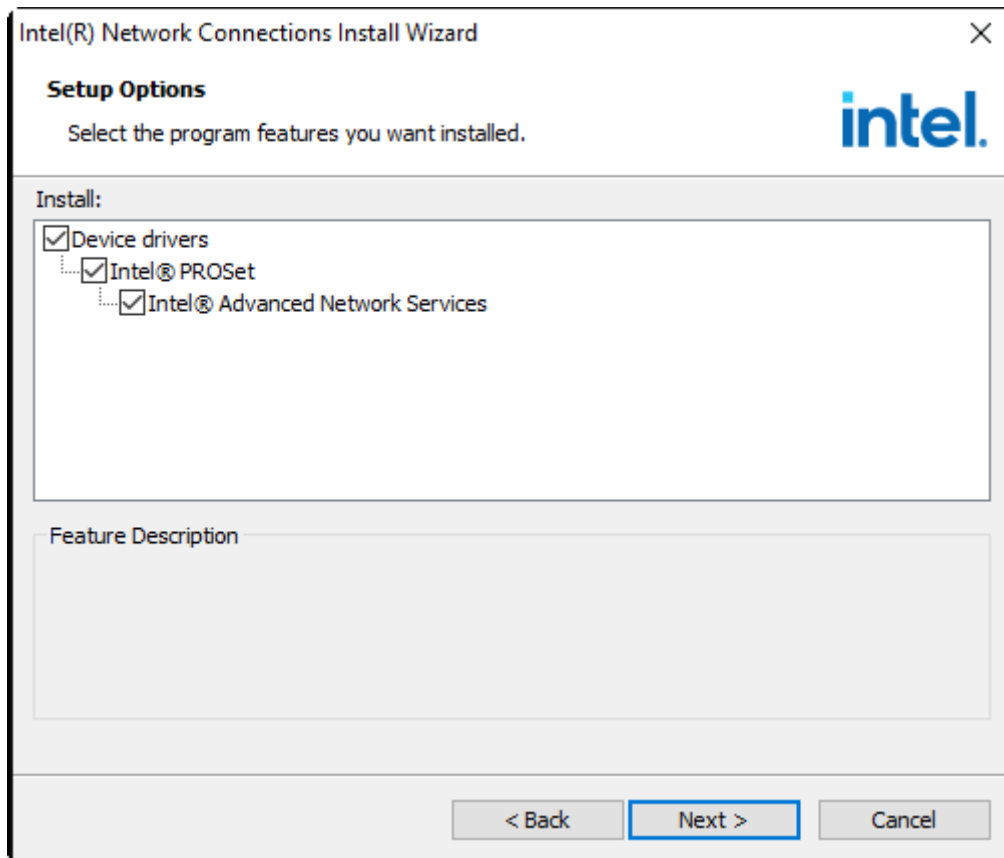 Intel(R) Network Connections Install Wizard
Setup Options
Select the program features you want installed.
intel.
Install:
Device drivers
Intel® PROSet
Intel® Advanced Network Services
Feature Description
< Back
Next >
Cancel